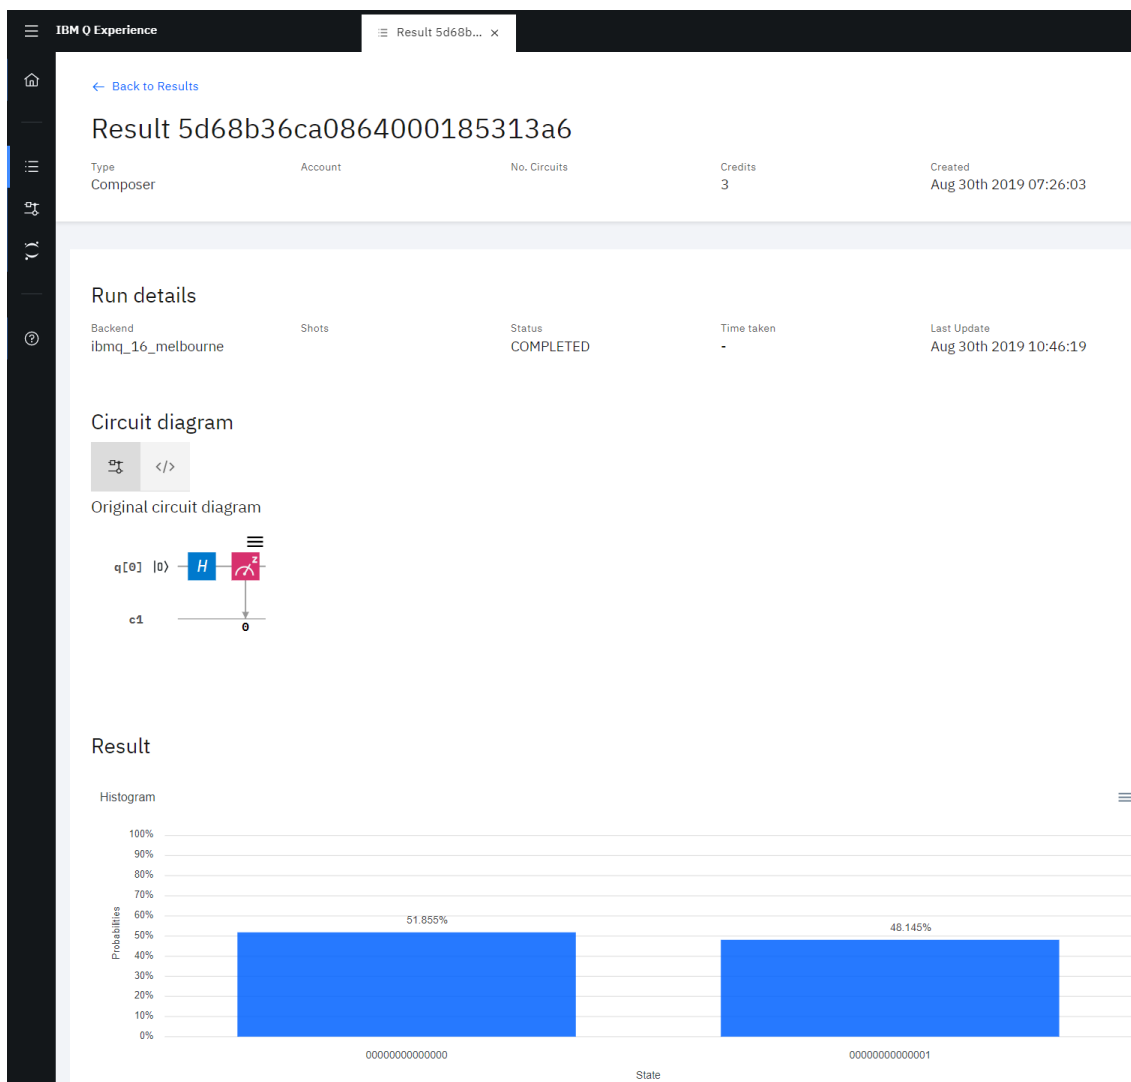 IBM Q Experience
Result 5d68b... ×
← Back to Results
Result 5d68b36ca0864000185313a6
Type Account No. Circuits Credits Created
Composer 3 Aug 30th 2019 07:26:03
Run details
Backend Shots Status Time taken Last Update
ibmq_16_melbourne COMPLETED - Aug 30th 2019 10:46:19
Circuit diagram
</>
Original circuit diagram
q[0] |0⟩ H z
c1
0
Result
Histogram
100%
90%
80%
70%
60%
50%
40%
30%
20%
10%
0%
Probabilities
51.855% 48.145%
00000000000000 00000000000001
State